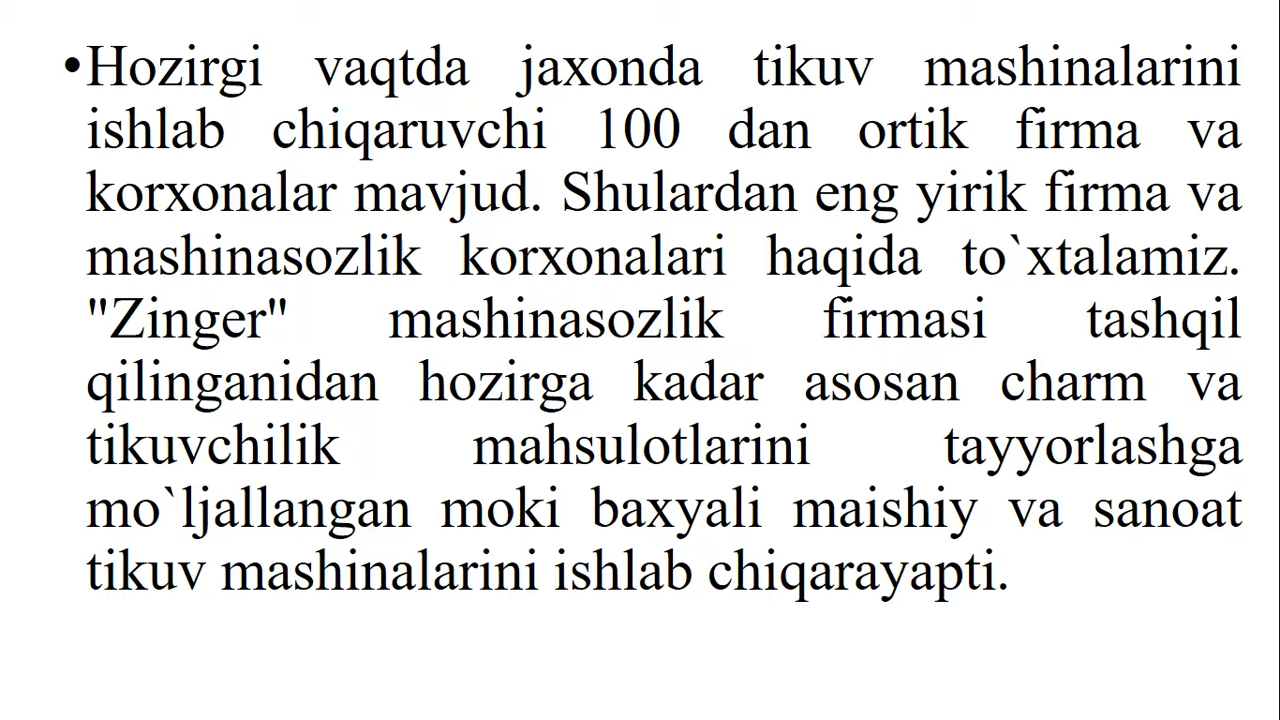 •Hozirgi vaqtda jaxonda tikuv mashinalarini
ishlab chiqaruvchi 100 dan ortik firma va
korxonalar mavjud. Shulardan eng yirik firma va
mashinasozlik korxonalari haqida to`xtalamiz.
"Zinger" mashinasozlik firmasi tashqil
qilinganidan hozirga kadar asosan charm va
tikuvchilik mahsulotlarini tayyorlashga
mo`ljallangan moki baxyali maishiy va sanoat
tikuv mashinalarini ishlab chiqarayapti.